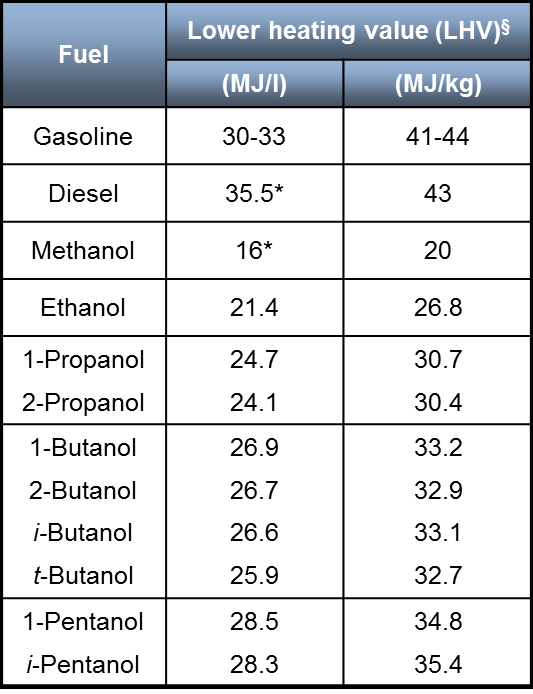 Fuel Lower heating value (LHV)§
(MJ/l) (MJ/kg)
Gasoline 30-33 41-44
Diesel 35.5* 43
Methanol 16* 20
Ethanol 21.4 26.8
1-Propanol 24.7 30.7
2-Propanol 24.1 30.4
1-Butanol 26.9 33.2
2-Butanol 26.7 32.9
i-Butanol 26.6 33.1
t-Butanol 25.9 32.7
1-Pentanol 28.5 34.8
i-Pentanol 28.3 35.4